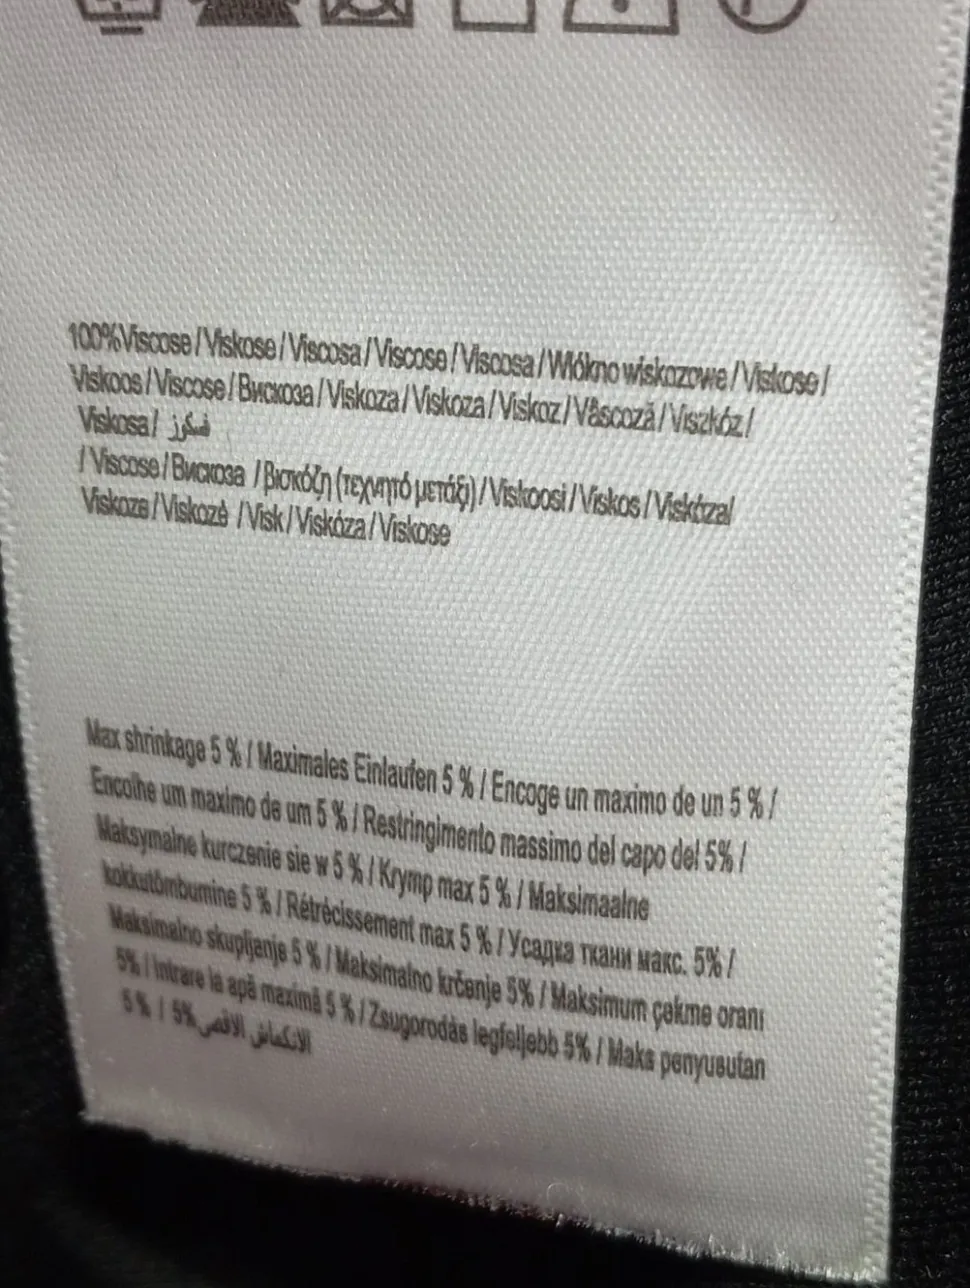 100%Viscose/Viskose/Viscosa/Viscose/Viscosa/Włókno wiskozowe/Viskose/
Viskoos/Viscose/Вискоза/Viskoza/Viskoza/Viskoz/Vâscoză/Viszkóz/
Viskosa/ فسكوز
/Viscose/Вискоза /βισκόζη (τεχνητό μετάξι)/Viskoosi/Viskos/Viskóza/
Viskoze/Viskozė /Visk/Viskóza/Viskose
Max shrinkage 5 % / Maximales Einlaufen 5 % / Encoge un maximo de un 5 % /
Encolhe um maximo de um 5 % / Restringimento massimo del capo del 5% /
Maksymalne kurczenie sie w 5 % / Krymp max 5 % / Maksimaalne
kokkutõmbumine 5 % / Rétrécissement max 5 % / Усадка ткани макс. 5% /
Maksimalno skupljanje 5 % / Maksimalno krčenje 5% / Maksimum çekme oranı
5% / Intrare la apă maximă 5 % / Zsugorodás legfeljebb 5% / Maks penyusutan
5 % / 5% الانكماش الاقصى